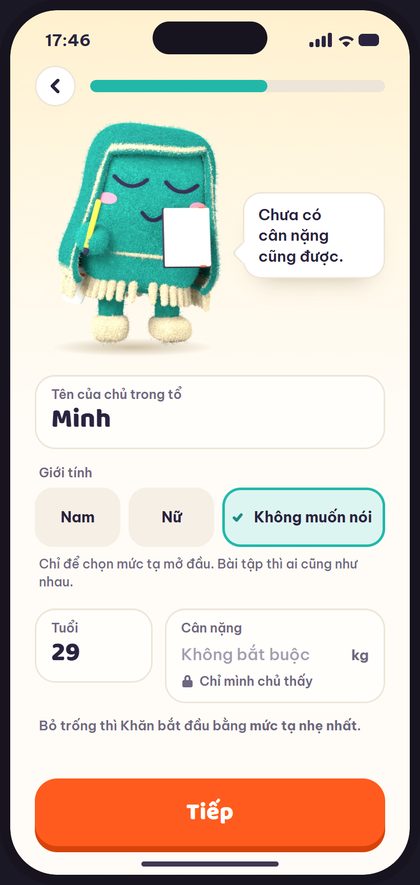 17:46
Chưa có
cân nặng
cũng được.
Tên của chủ trong tổ
Minh
Giới tính
Nam
Nữ
Không muốn nói
Chỉ để chọn mức tạ mở đầu. Bài tập thì ai cũng như
nhau.
Tuổi
29
Cân nặng
Không bắt buộc
kg
Chỉ mình chủ thấy
Bỏ trống thì Khăn bắt đầu bằng mức tạ nhẹ nhất.
Tiếp